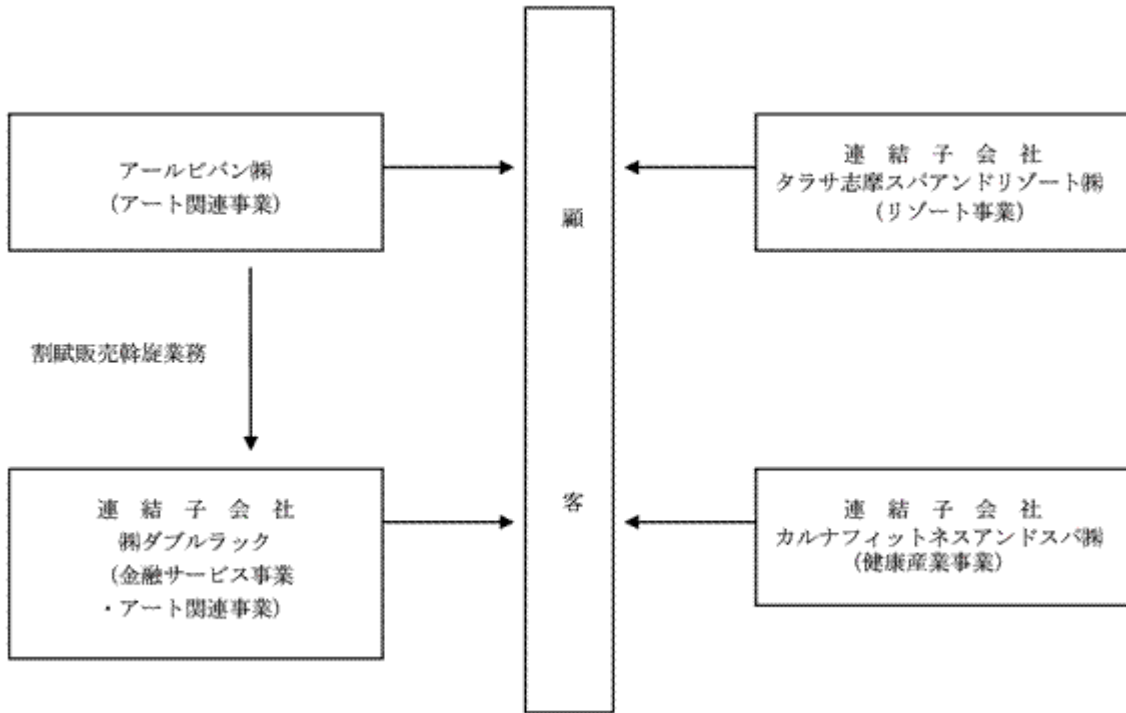 アールビバン㈱
(アート関連事業)
割賦販売斡旋業務
連結子会社
㈱ダブルラック
(金融サービス事業
・アート関連事業)
顧客
連結子会社
タラサ志摩スパアンドリゾート㈱
(リゾート事業)
連結子会社
カルナフィットネスアンドスパ㈱
(健康産業事業)